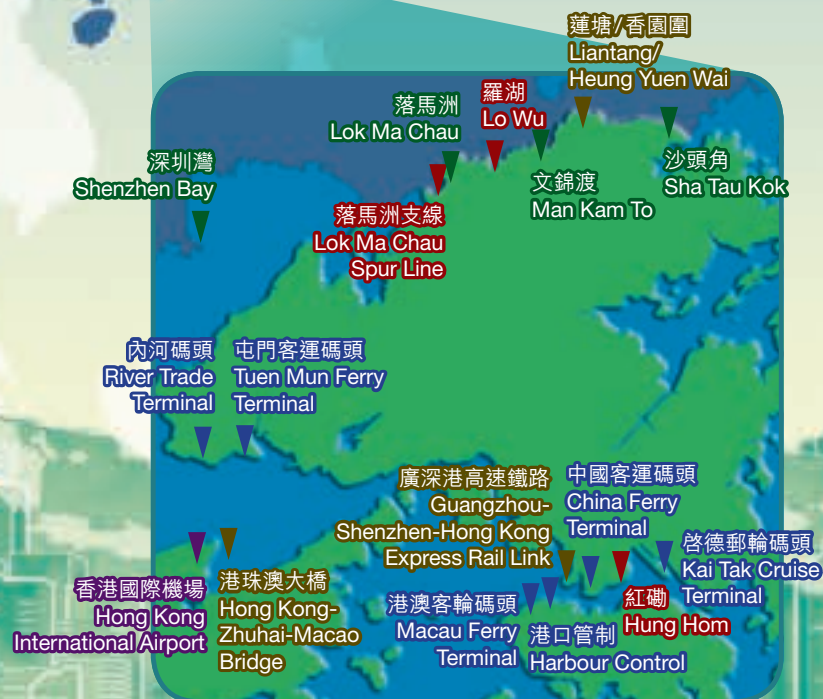 蓮塘/香園圍
Liantang/
Heung Yuen Wai
羅湖
Lo Wu
落馬洲
Lok Ma Chau
深圳灣
Shenzhen Bay
文錦渡
Man Kam To
沙頭角
Sha Tau Kok
落馬洲支線
Lok Ma Chau
Spur Line
內河碼頭
River Trade
Terminal
屯門客運碼頭
Tuen Mun Ferry
Terminal
廣深港高速鐵路
Guangzhou-
Shenzhen-Hong Kong
Express Rail Link
中國客運碼頭
China Ferry
Terminal
啓德郵輪碼頭
Kai Tak Cruise
Terminal
香港國際機場
Hong Kong
International Airport
港珠澳大橋
Hong Kong-
Zhuhai-Macao
Bridge
港澳客輪碼頭
Macau Ferry
Terminal
港口管制
Harbour Control
紅磡
Hung Hom